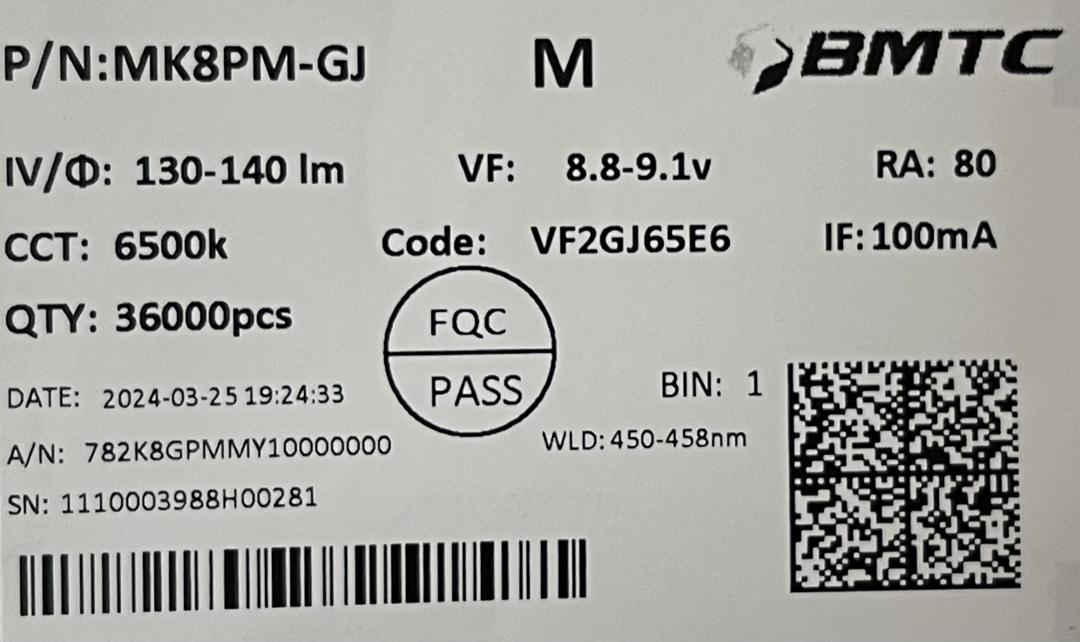 P/N:MK8PM-GJ M BMTC
IV/Φ: 130-140 lm VF: 8.8-9.1v RA: 80
CCT: 6500k Code: VF2GJ65E6 IF:100mA
QTY: 36000pcs
FQC
PASS
DATE: 2024-03-25 19:24:33
BIN: 1
A/N: 782K8GPMMY10000000
WLD:450-458nm
SN: 1110003988H00281